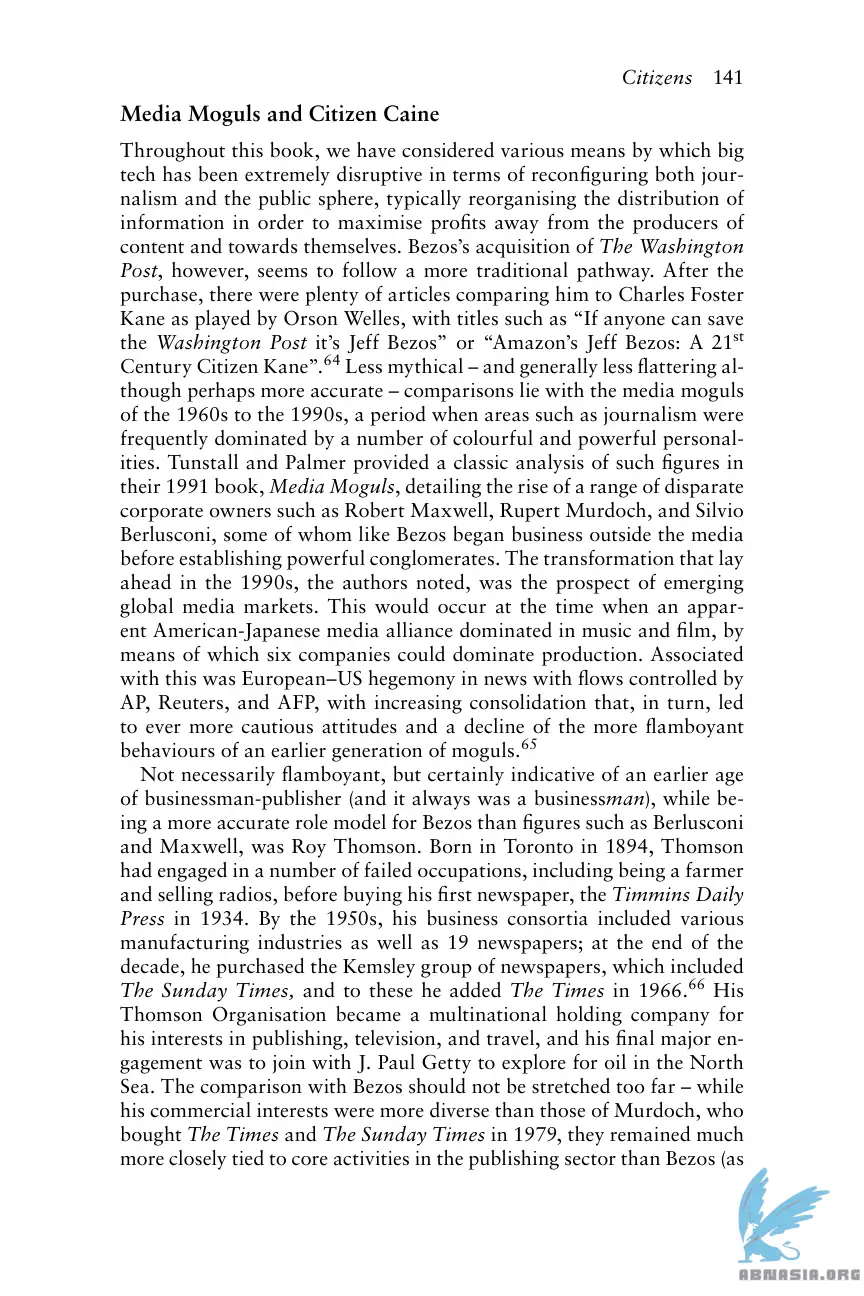 Citizens 141
Media Moguls and Citizen Caine
Throughout this book, we have considered various means by which big
tech has been extremely disruptive in terms of reconfiguring both jour-
nalism and the public sphere, typically reorganising the distribution of
information in order to maximise profits away from the producers of
content and towards themselves. Bezos’s acquisition of The Washington
Post, however, seems to follow a more traditional pathway. After the
purchase, there were plenty of articles comparing him to Charles Foster
Kane as played by Orson Welles, with titles such as “If anyone can save
the Washington Post it’s Jeff Bezos” or “Amazon’s Jeff Bezos: A 21st
Century Citizen Kane”.64 Less mythical – and generally less flattering al-
though perhaps more accurate – comparisons lie with the media moguls
of the 1960s to the 1990s, a period when areas such as journalism were
frequently dominated by a number of colourful and powerful personal-
ities. Tunstall and Palmer provided a classic analysis of such figures in
their 1991 book, Media Moguls, detailing the rise of a range of disparate
corporate owners such as Robert Maxwell, Rupert Murdoch, and Silvio
Berlusconi, some of whom like Bezos began business outside the media
before establishing powerful conglomerates. The transformation that lay
ahead in the 1990s, the authors noted, was the prospect of emerging
global media markets. This would occur at the time when an appar-
ent American-Japanese media alliance dominated in music and film, by
means of which six companies could dominate production. Associated
with this was European–US hegemony in news with flows controlled by
AP, Reuters, and AFP, with increasing consolidation that, in turn, led
to ever more cautious attitudes and a decline of the more flamboyant
behaviours of an earlier generation of moguls.65
Not necessarily flamboyant, but certainly indicative of an earlier age
of businessman-publisher (and it always was a businessman), while be-
ing a more accurate role model for Bezos than figures such as Berlusconi
and Maxwell, was Roy Thomson. Born in Toronto in 1894, Thomson
had engaged in a number of failed occupations, including being a farmer
and selling radios, before buying his first newspaper, the Timmins Daily
Press in 1934. By the 1950s, his business consortia included various
manufacturing industries as well as 19 newspapers; at the end of the
decade, he purchased the Kemsley group of newspapers, which included
The Sunday Times, and to these he added The Times in 1966.66 His
Thomson Organisation became a multinational holding company for
his interests in publishing, television, and travel, and his final major en-
gagement was to join with J. Paul Getty to explore for oil in the North
Sea. The comparison with Bezos should not be stretched too far – while
his commercial interests were more diverse than those of Murdoch, who
bought The Times and The Sunday Times in 1979, they remained much
more closely tied to core activities in the publishing sector than Bezos (as
ABNASIA.ORG